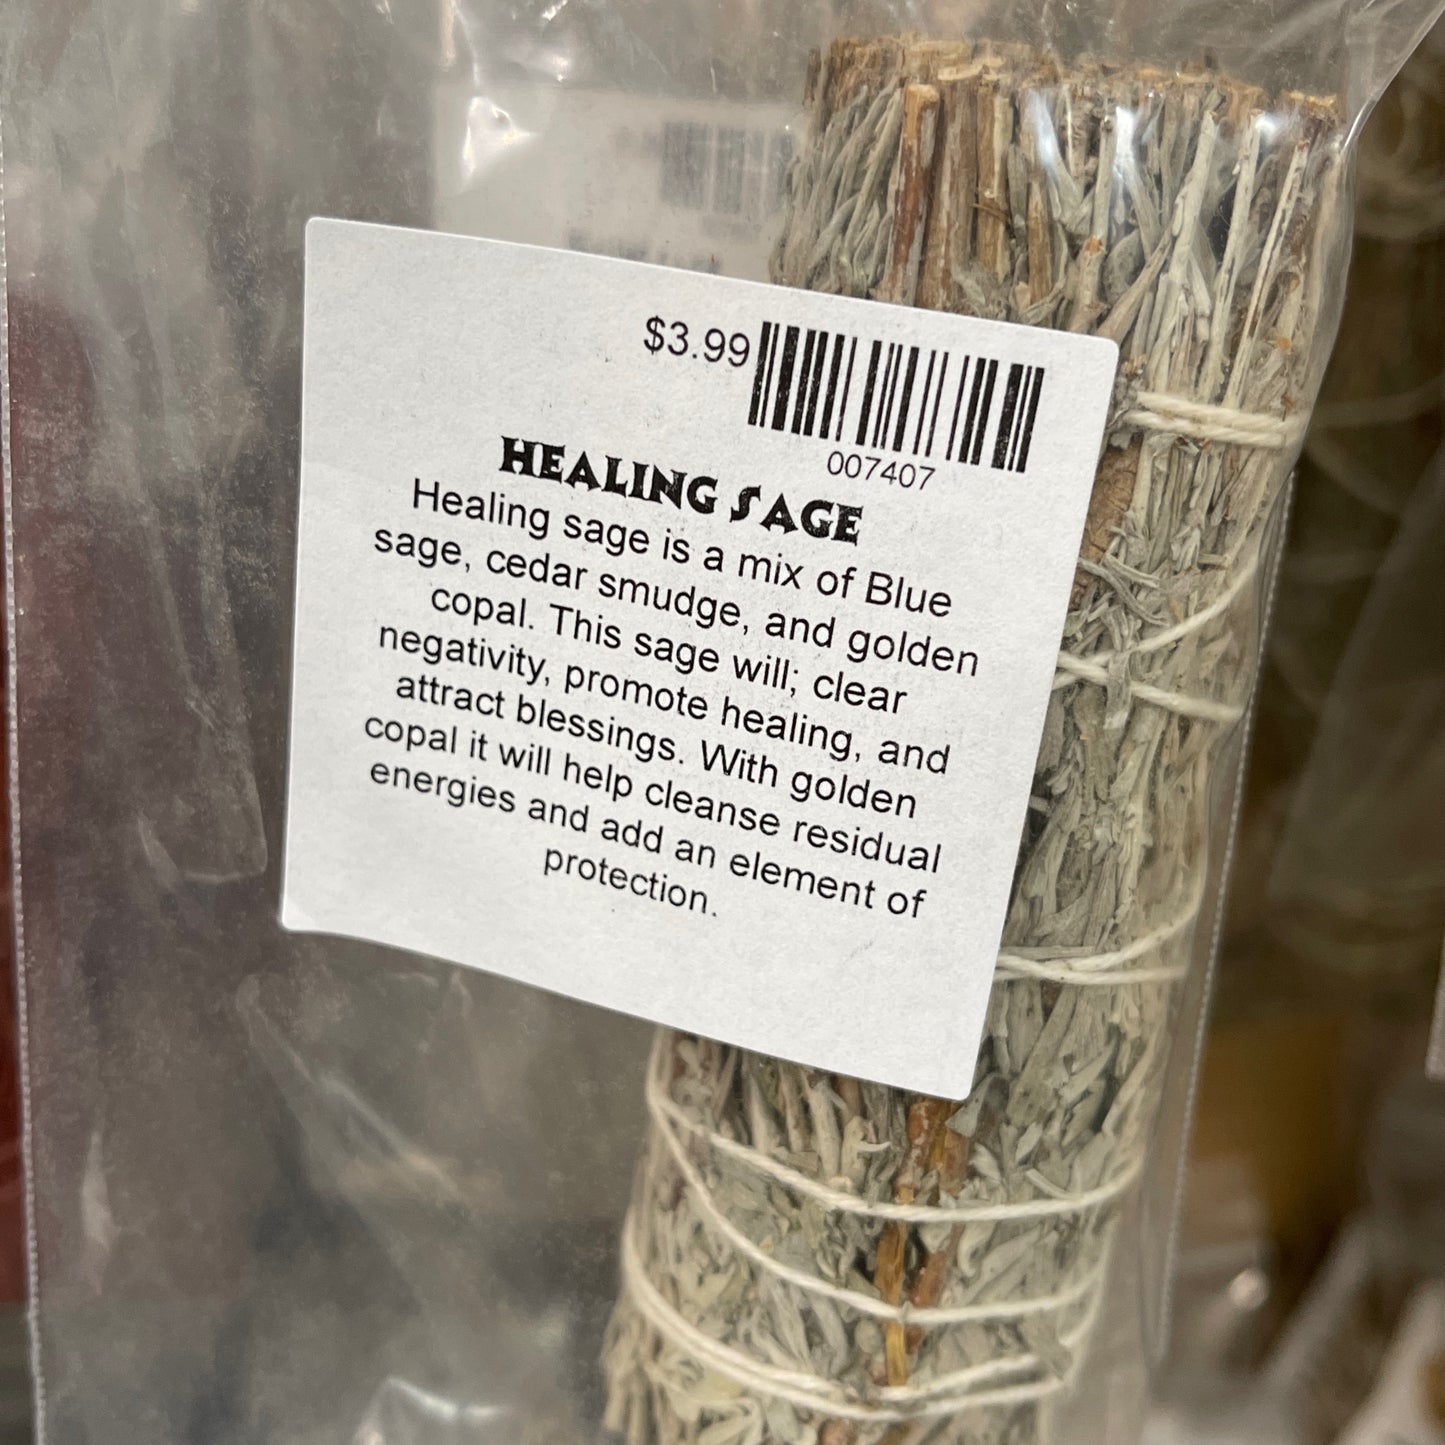 $3.99
007407
HEALING SAGE
Healing sage is a mix of Blue
sage, cedar smudge, and golden
copal. This sage will; clear
negativity, promote healing, and
attract blessings. With golden
copal it will help cleanse residual
energies and add an element of
protection.